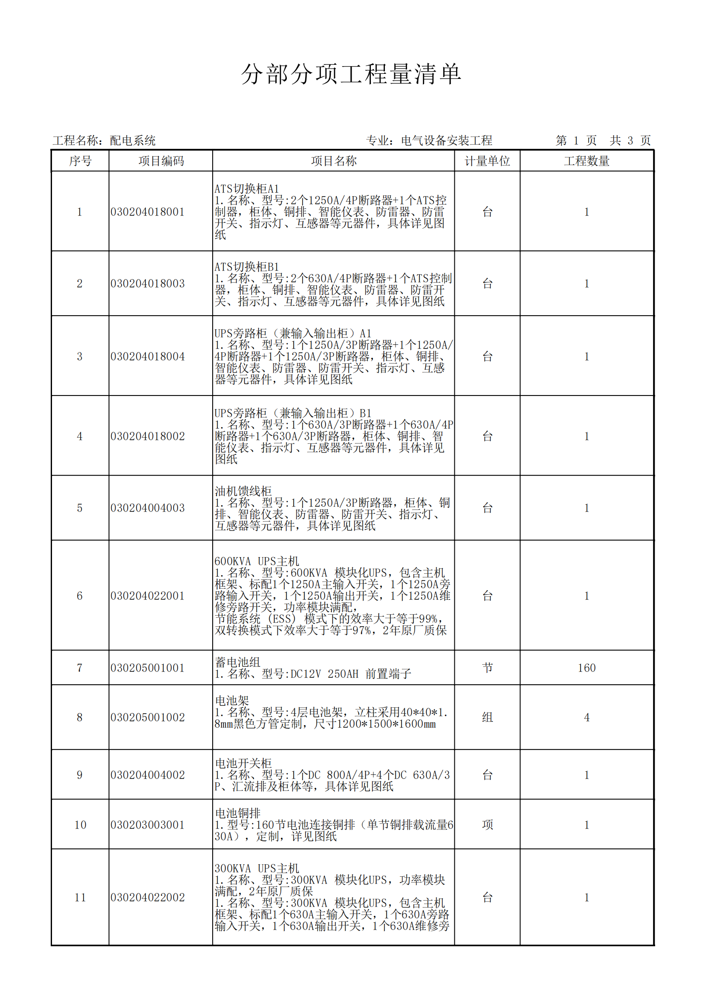 分部分项工程量清单
工程名称：配电系统 专业：电气设备安装工程 第 1 页 共 3 页
序号 项目编码 项目名称 计量单位 工程数量
1 030204018001 台 1
ATS切换柜A1
1.名称、型号:2个1250A/4P断路器+1个ATS控
制器，柜体、铜排、智能仪表、防雷器、防雷
开关、指示灯、互感器等元器件，具体详见图
纸
2 030204018003 台 1
ATS切换柜B1
1.名称、型号:2个630A/4P断路器+1个ATS控制
器，柜体、铜排、智能仪表、防雷器、防雷开
关、指示灯、互感器等元器件，具体详见图纸
3 030204018004 台 1
UPS旁路柜（兼输入输出柜）A1
1.名称、型号:1个1250A/3P断路器+1个1250A/
4P断路器+1个1250A/3P断路器，柜体、铜排、
智能仪表、防雷器、防雷开关、指示灯、互感
器等元器件，具体详见图纸
4 030204018002 台 1
UPS旁路柜（兼输入输出柜）B1
1.名称、型号:1个630A/3P断路器+1个630A/4P
断路器+1个630A/3P断路器，柜体、铜排、智
能仪表、指示灯、互感器等元器件，具体详见
图纸
5 030204004003 台 1
油机馈线柜
1.名称、型号:1个1250A/3P断路器，柜体、铜
排、智能仪表、防雷器、防雷开关、指示灯、
互感器等元器件，具体详见图纸
6 030204022001 台 1
600KVA UPS主机
1.名称、型号:600KVA 模块化UPS，包含主机
框架、标配1个1250A主输入开关，1个1250A旁
路输入开关，1个1250A输出开关，1个1250A维
修旁路开关，功率模块满配，
节能系统 (ESS) 模式下的效率大于等于99%，
双转换模式下效率大于等于97%，2年原厂质保
7 030205001001 节 160
蓄电池组
1.名称、型号:DC12V 250AH 前置端子
8 030205001002 组 4
电池架
1.名称、型号:4层电池架，立柱采用40*40*1.
8mm黑色方管定制，尺寸1200*1500*1600mm
9 030204004002 台 1
电池开关柜
1.名称、型号:1个DC 800A/4P+4个DC 630A/3
P、汇流排及柜体等，具体详见图纸
10 030203003001 项 1
电池铜排
1.型号:160节电池连接铜排（单节铜排载流量6
30A），定制，详见图纸
11 030204022002 台 1
300KVA UPS主机
1.名称、型号:300KVA 模块化UPS，功率模块
满配，2年原厂质保
1.名称、型号:300KVA 模块化UPS，包含主机
框架、标配1个630A主输入开关，1个630A旁路
输入开关，1个630A输出开关，1个630A维修旁